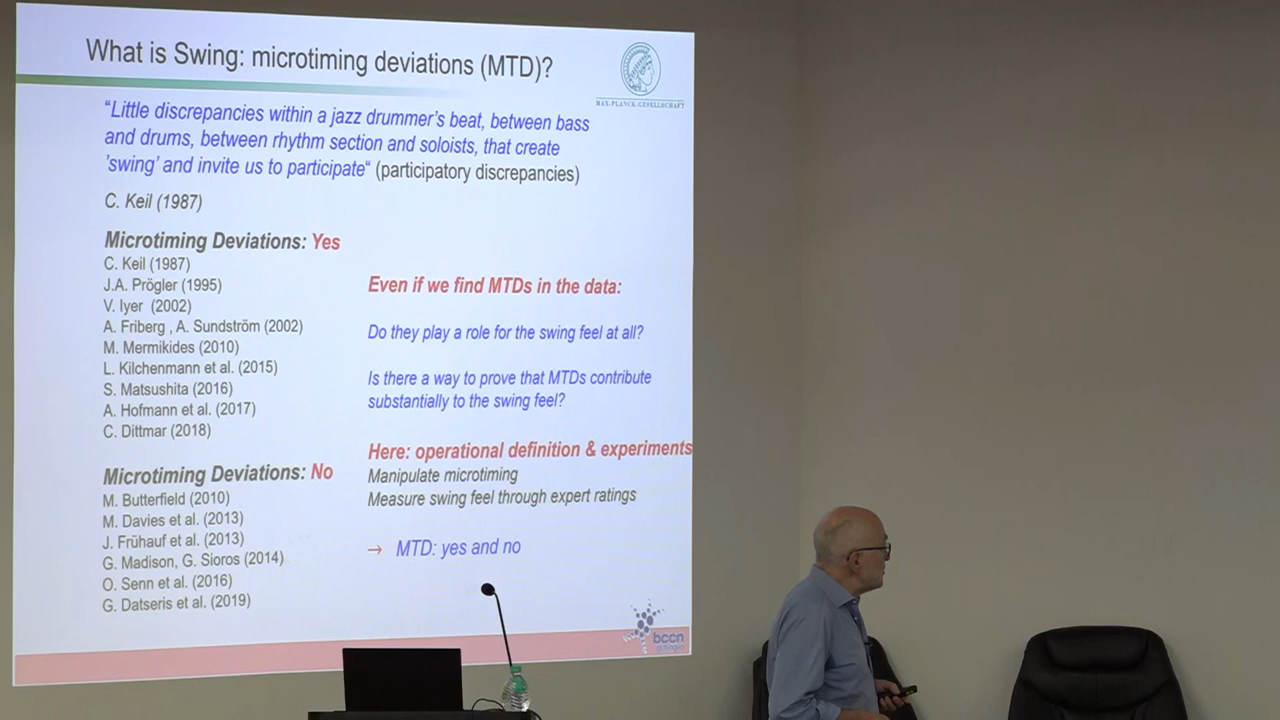 What is Swing: microtiming deviations (MTD)?
MAX-PLANCK-GESELLSCHAFT
“Little discrepancies within a jazz drummer's beat, between bass
and drums, between rhythm section and soloists, that create
'swing' and invite us to participate“ (participatory discrepancies)
C. Keil (1987)
Microtiming Deviations: Yes
C. Keil (1987)
J.A. Prögler (1995)
V. Iyer (2002)
A. Friberg , A. Sundström (2002)
M. Mermikides (2010)
L. Kilchenmann et al. (2015)
S. Matsushita (2016)
A. Hofmann et al. (2017)
C. Dittmar (2018)
Microtiming Deviations: No
M. Butterfield (2010)
M. Davies et al. (2013)
J. Frühauf et al. (2013)
G. Madison, G. Sioros (2014)
O. Senn et al. (2016)
G. Datseris et al. (2019)
Even if we find MTDs in the data:
Do they play a role for the swing feel at all?
Is there a way to prove that MTDs contribute
substantially to the swing feel?
Here: operational definition & experiments
Manipulate microtiming
Measure swing feel through expert ratings
→ MTD: yes and no
bccn
göttingen